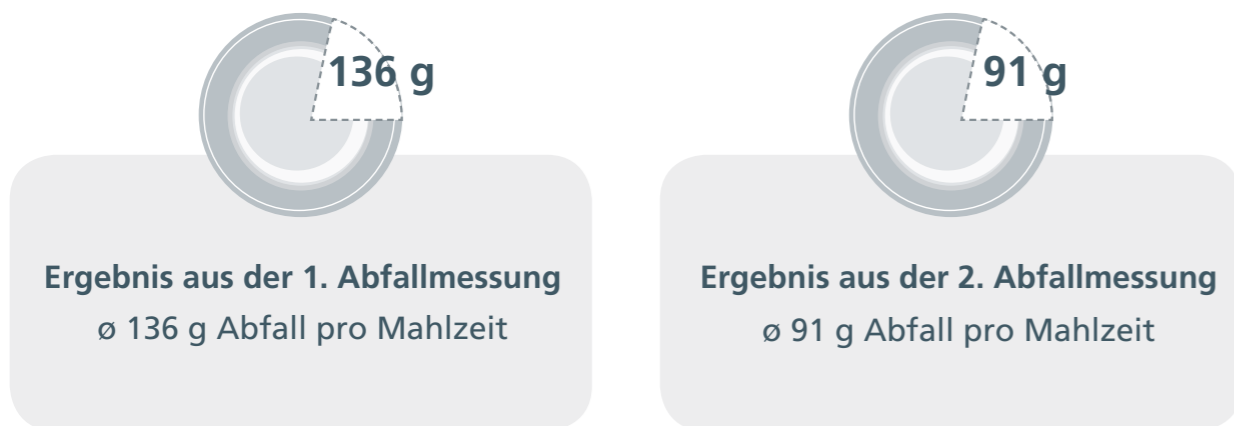 136 g
91 g
Ergebnis aus der 1. Abfallmessung
ø 136 g Abfall pro Mahlzeit
Ergebnis aus der 2. Abfallmessung
ø 91 g Abfall pro Mahlzeit